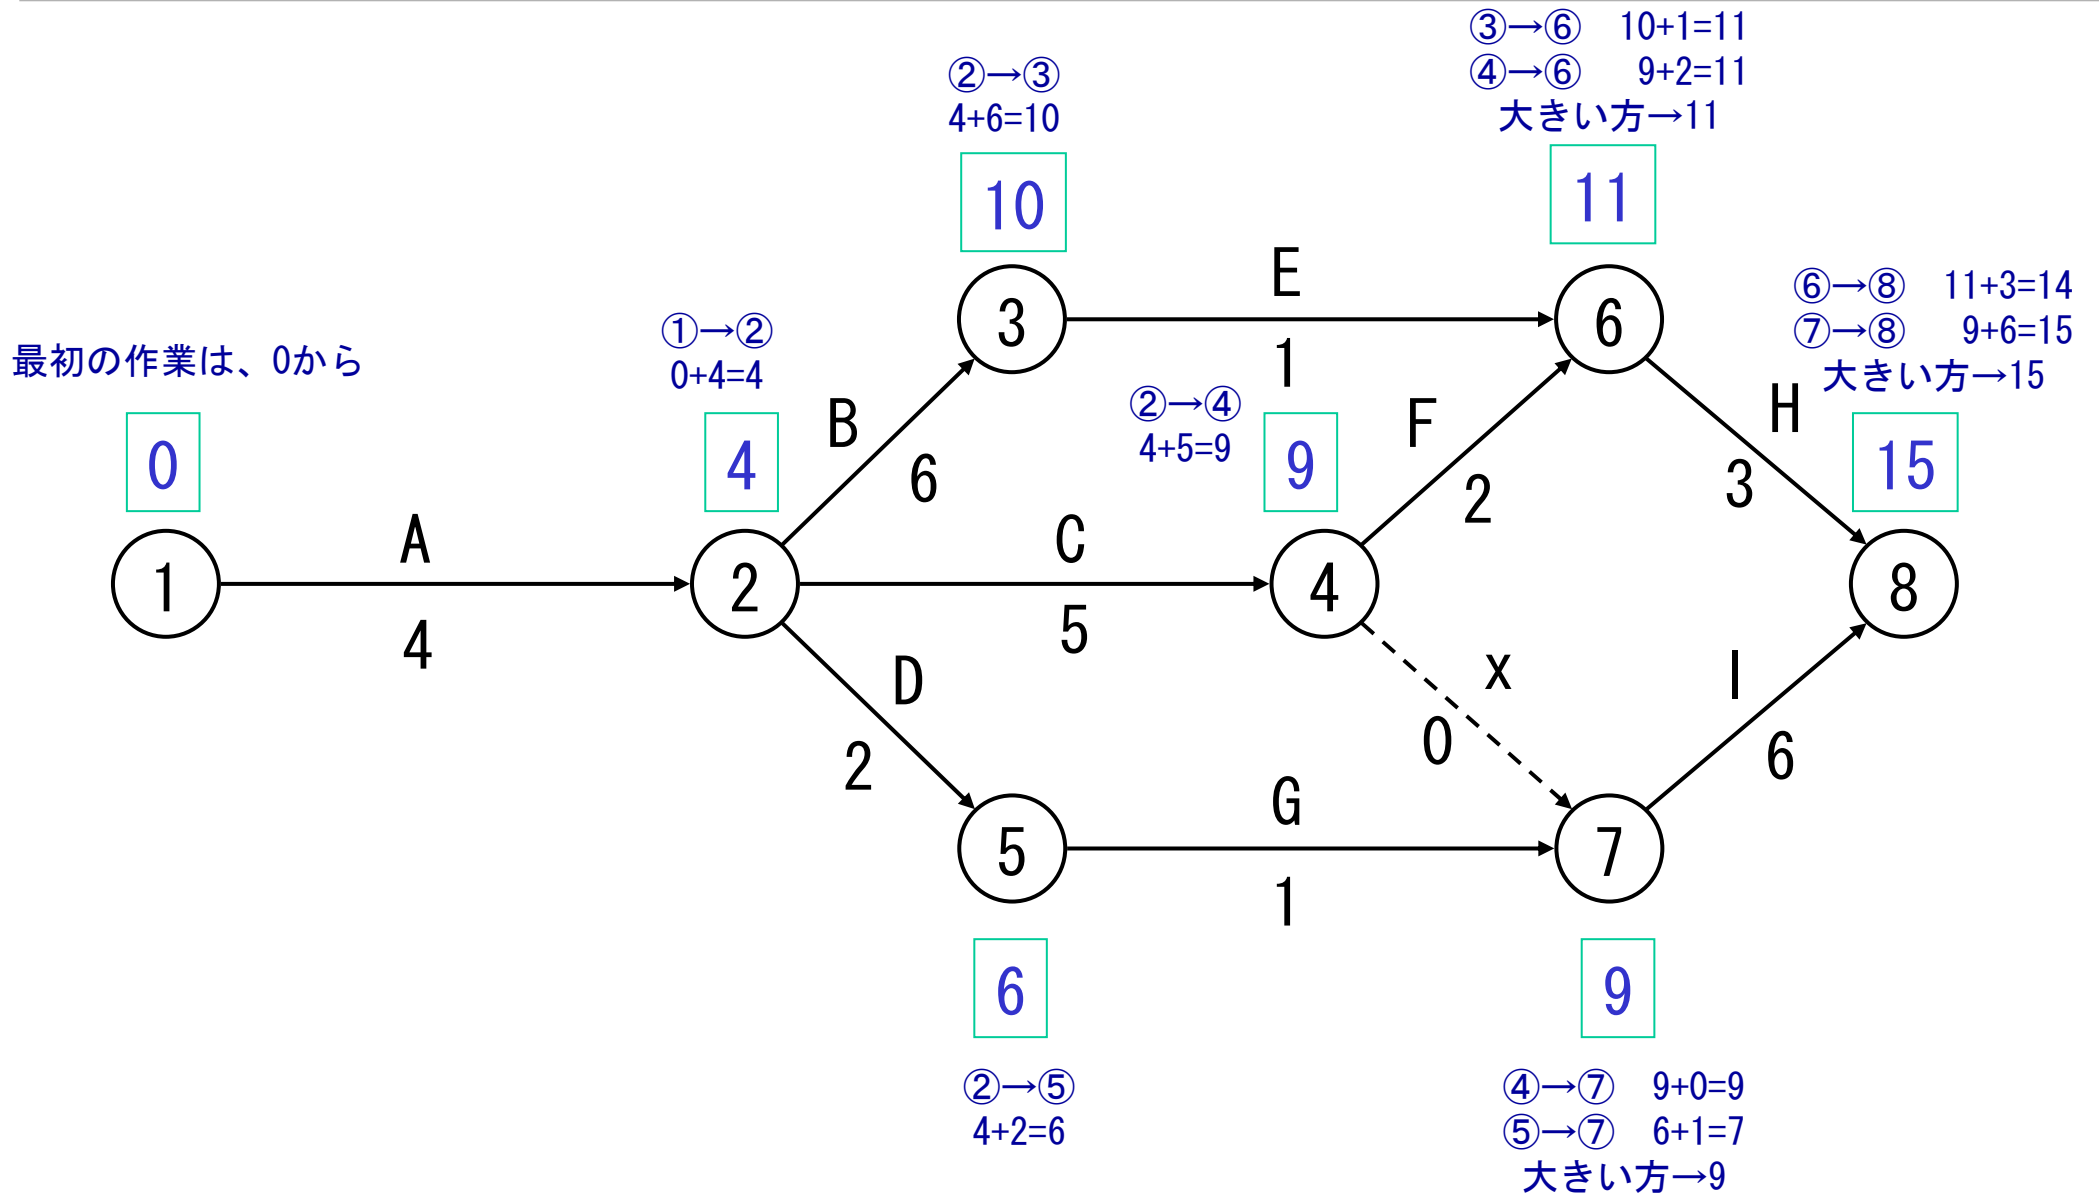 ③→⑥ 10+1=11
④→⑥ 9+2=11
大きい方→11
②→③
4+6=10
10
11
E
3
6
1
⑥→⑧ 11+3=14
⑦→⑧ 9+6=15
大きい方→15
①→②
0+4=4
最初の作業は、0から
②→④
4+5=9
B
6
F
2
H
3
0
4
9
15
A
C
1
2
4
8
4
5
D
2
x
0
I
6
G
5
7
1
6
9
②→⑤
4+2=6
④→⑦ 9+0=9
⑤→⑦ 6+1=7
大きい方→9